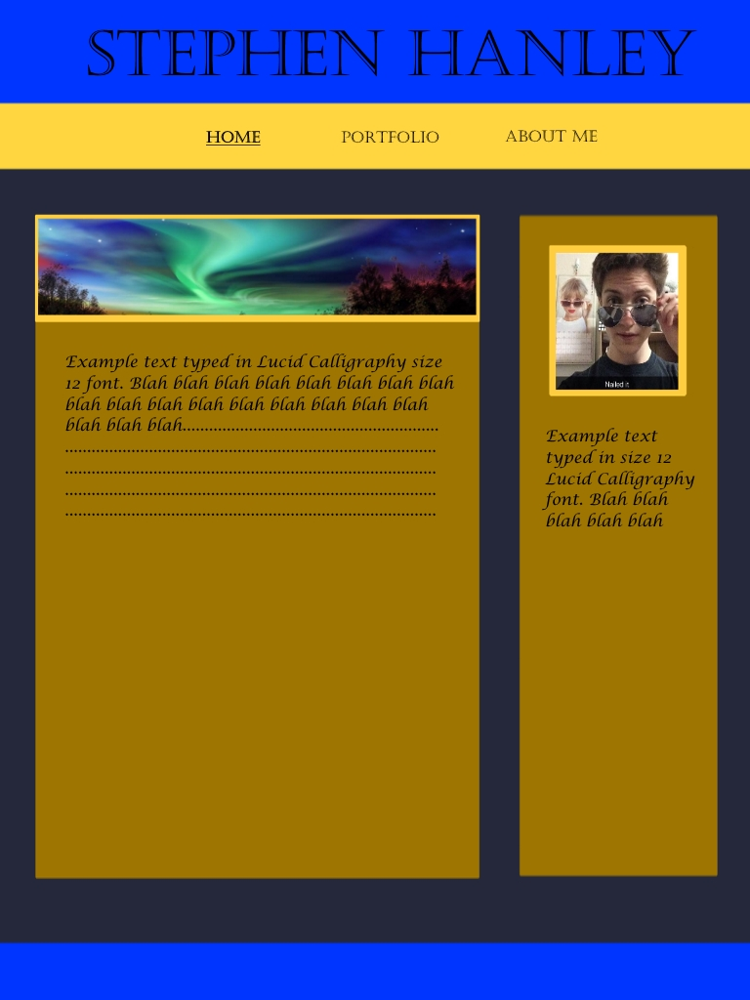 STEPHEN HANLEY
HOME PORTFOLIO ABOUT ME
Example text typed in Lucid Calligraphy size
12 font. Blah blah blah blah blah blah blah blah
blah blah blah blah blah blah blah blah blah
blah blah blah..........................................................
....................................................................................
....................................................................................
....................................................................................
....................................................................................
Nailed it
Example text
typed in size 12
Lucid Calligraphy
font. Blah blah
blah blah blah